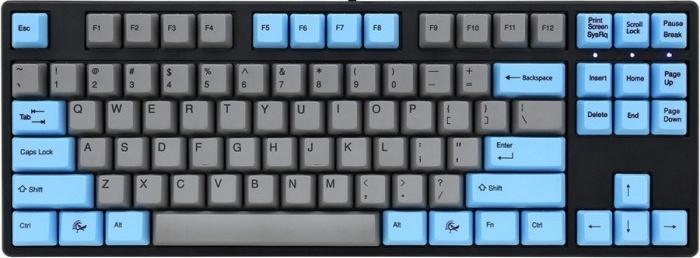 Esc F1 F2 F3 F4 F5 F6 F7 F8 F9 F10 F11 F12 Print Screen SysRq Scroll Lock Pause Break
~ ! @ # $ % ^ & * ( ) — +
\ 1 2 3 4 5 6 7 8 9 0 - = ← Backspace Insert Home Page Up
Tab Q W E R T Y U I O P { [ } ] | \ Delete End Page Down
Caps Lock A S D F G H J K L : ; " ' Enter
⇧ Shift Z X C V B N M < , > . ? / ⇧ Shift ↑
Ctrl Alt Alt Fn Ctrl ← ↓ →